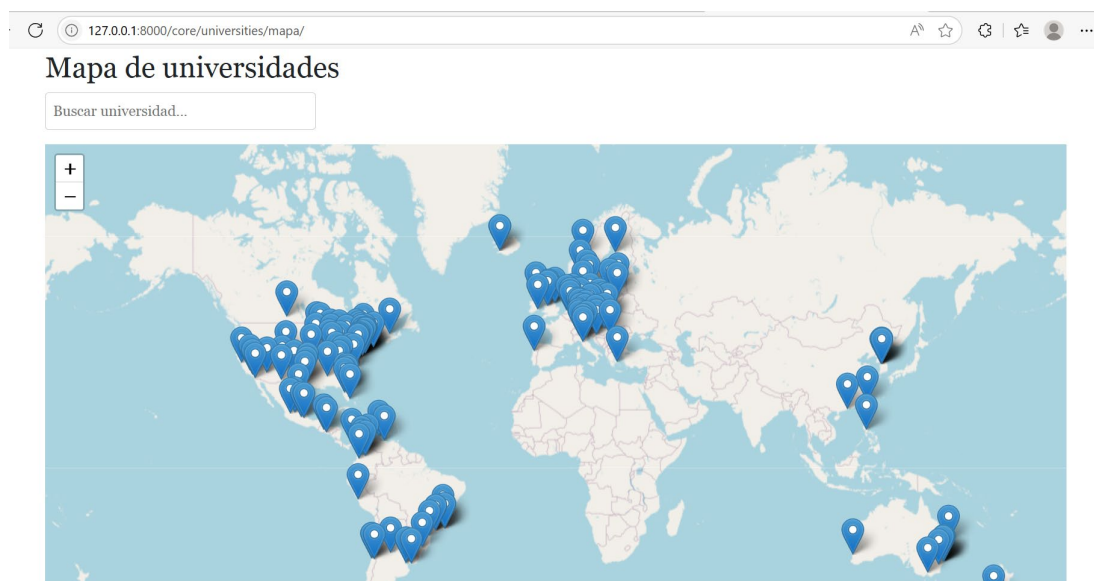 127.0.0.1:8000/core/universities/mapa/
Mapa de universidades
Buscar universidad...
+
−